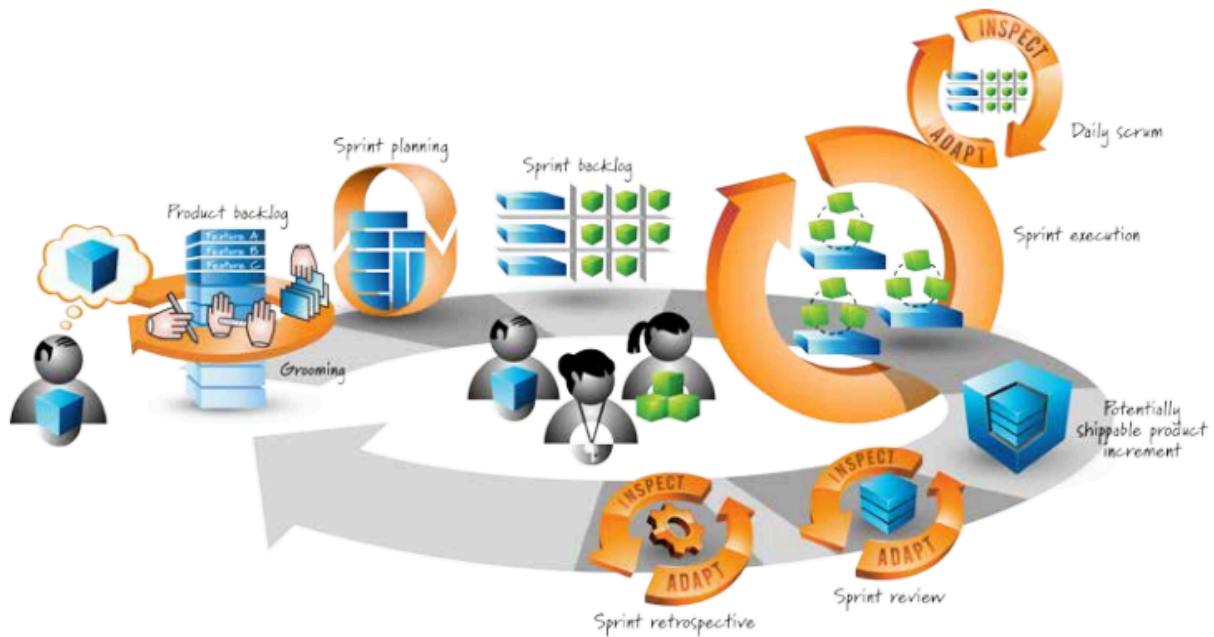 Sprint planning
Sprint backlog
Product backlog
Feature A
Feature B
Feature C
Grooming
INSPECT
ADAPT
Daily scrum
Sprint execution
Potentially
shippable product
increment
INSPECT
ADAPT
Sprint review
INSPECT
ADAPT
Sprint retrospective